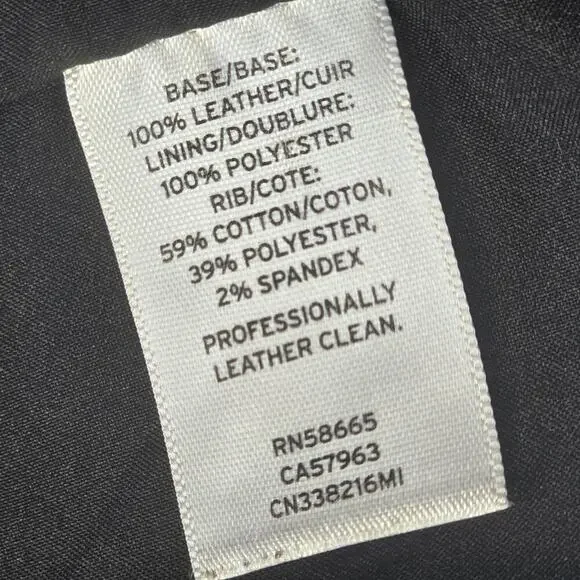 BASE/BASE:
100% LEATHER/CUIR
LINING/DOUBLURE:
100% POLYESTER
RIB/COTE:
59% COTTON/COTON,
39% POLYESTER,
2% SPANDEX
PROFESSIONALLY
LEATHER CLEAN.
RN58665
CA57963
CN338216MI